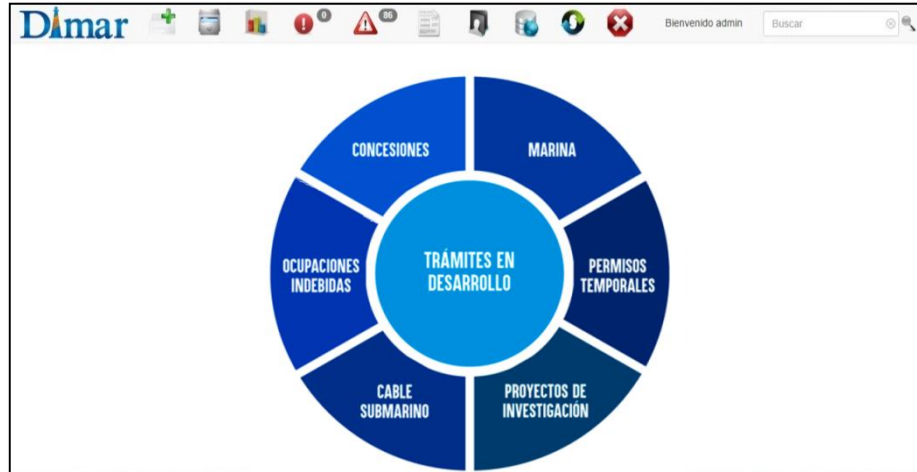 Dimar
0
86
Bienvenido admin
Buscar
CONCESIONES
MARINA
OCUPACIONES
INDEBIDAS
TRÁMITES EN
DESARROLLO
PERMISOS
TEMPORALES
CABLE
SUBMARINO
PROYECTOS DE
INVESTIGACIÓN